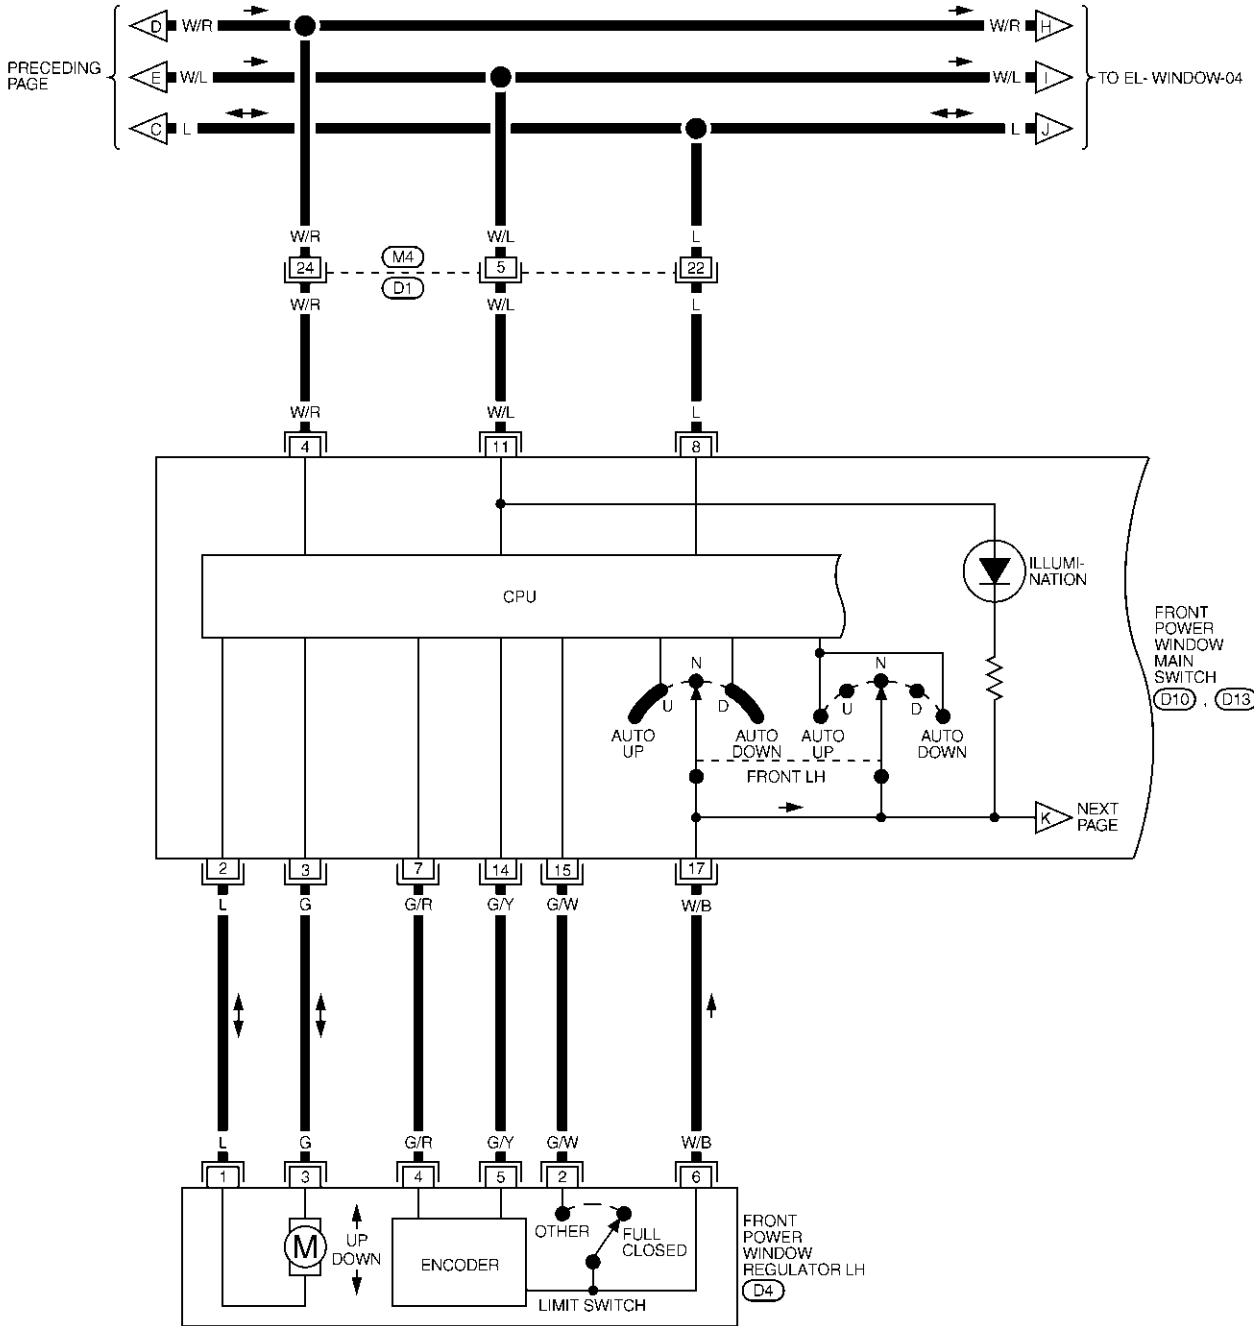 D W/R W/R H
PRECEDING
PAGE
E W/L W/L I
TO EL- WINDOW-04
C L L J
W/R W/L L
M4
24 5 22
D1
W/R W/L L
W/R W/L L
4 11 8
ILLUMI-
NATION
CPU
FRONT
POWER
WINDOW
MAIN
SWITCH
D10 , D13
N N
U D U D
AUTO
UP
AUTO
DOWN
AUTO
UP
AUTO
DOWN
FRONT LH
K
NEXT
PAGE
2 3 7 14 15 17
L G G/R G/Y G/W W/B
L G G/R G/Y G/W W/B
1 3 4 5 2 6
M
UP
DOWN
ENCODER
OTHER
FULL
CLOSED
LIMIT SWITCH
FRONT
POWER
WINDOW
REGULATOR LH
D4